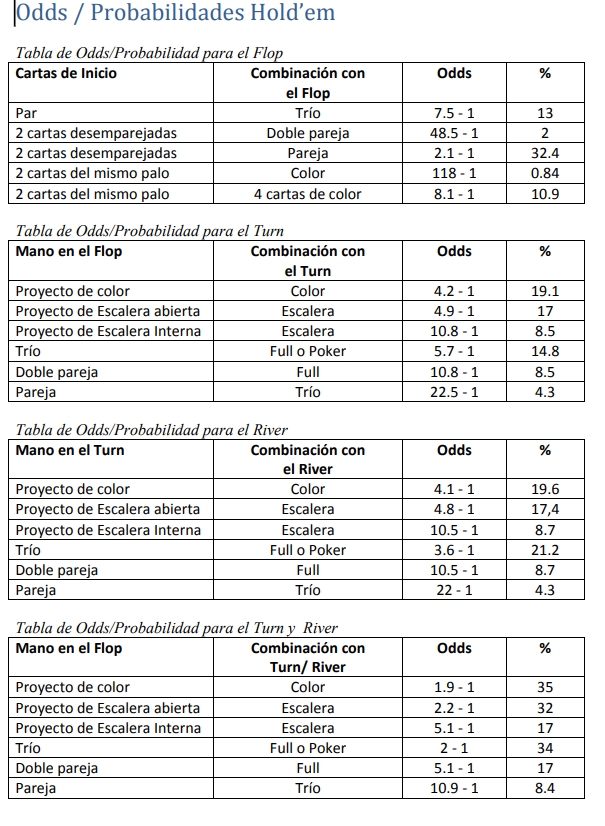 Odds / Probabilidades Hold’em
Tabla de Odds/Probabilidad para el Flop
Cartas de Inicio Combinación con el Flop Odds %
Par Trío 7.5 - 1 13
2 cartas desemparejadas Doble pareja 48.5 - 1 2
2 cartas desemparejadas Pareja 2.1 - 1 32.4
2 cartas del mismo palo Color 118 - 1 0.84
2 cartas del mismo palo 4 cartas de color 8.1 - 1 10.9
Tabla de Odds/Probabilidad para el Turn
Mano en el Flop Combinación con el Turn Odds %
Proyecto de color Color 4.2 - 1 19.1
Proyecto de Escalera abierta Escalera 4.9 - 1 17
Proyecto de Escalera Interna Escalera 10.8 - 1 8.5
Trío Full o Poker 5.7 - 1 14.8
Doble pareja Full 10.8 - 1 8.5
Pareja Trío 22.5 - 1 4.3
Tabla de Odds/Probabilidad para el River
Mano en el Turn Combinación con el River Odds %
Proyecto de color Color 4.1 - 1 19.6
Proyecto de Escalera abierta Escalera 4.8 - 1 17,4
Proyecto de Escalera Interna Escalera 10.5 - 1 8.7
Trío Full o Poker 3.6 - 1 21.2
Doble pareja Full 10.5 - 1 8.7
Pareja Trío 22 - 1 4.3
Tabla de Odds/Probabilidad para el Turn y River
Mano en el Flop Combinación con Turn/ River Odds %
Proyecto de color Color 1.9 - 1 35
Proyecto de Escalera abierta Escalera 2.2 - 1 32
Proyecto de Escalera Interna Escalera 5.1 - 1 17
Trío Full o Poker 2 - 1 34
Doble pareja Full 5.1 - 1 17
Pareja Trío 10.9 - 1 8.4